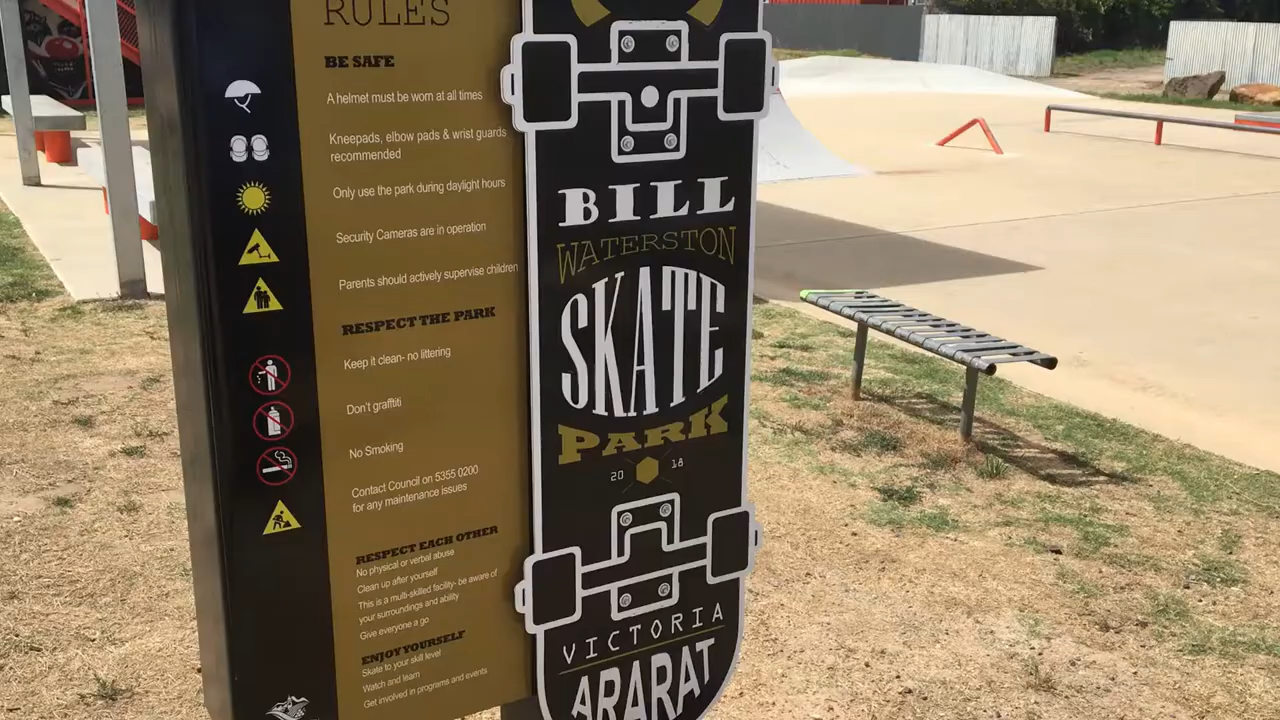 RULES
BE SAFE
A helmet must be worn at all times
Kneepads, elbow pads & wrist guards
recommended
Only use the park during daylight hours
Security Cameras are in operation
Parents should actively supervise children
RESPECT THE PARK
Keep it clean- no littering
Don't grafftiti
No Smoking
Contact Council on 5355 0200
for any maintenance issues
RESPECT EACH OTHER
No physical or verbal abuse
Clean up after yourself
This is a multi-skilled facility- be aware of
your surroundings and ability
Give everyone a go
ENJOY YOURSELF
Skate to your skill level
Watch and learn
Get involved in programs and events
BILL
WATERSTON
SKATE
PARK
20 18
VICTORIA
ARARAT